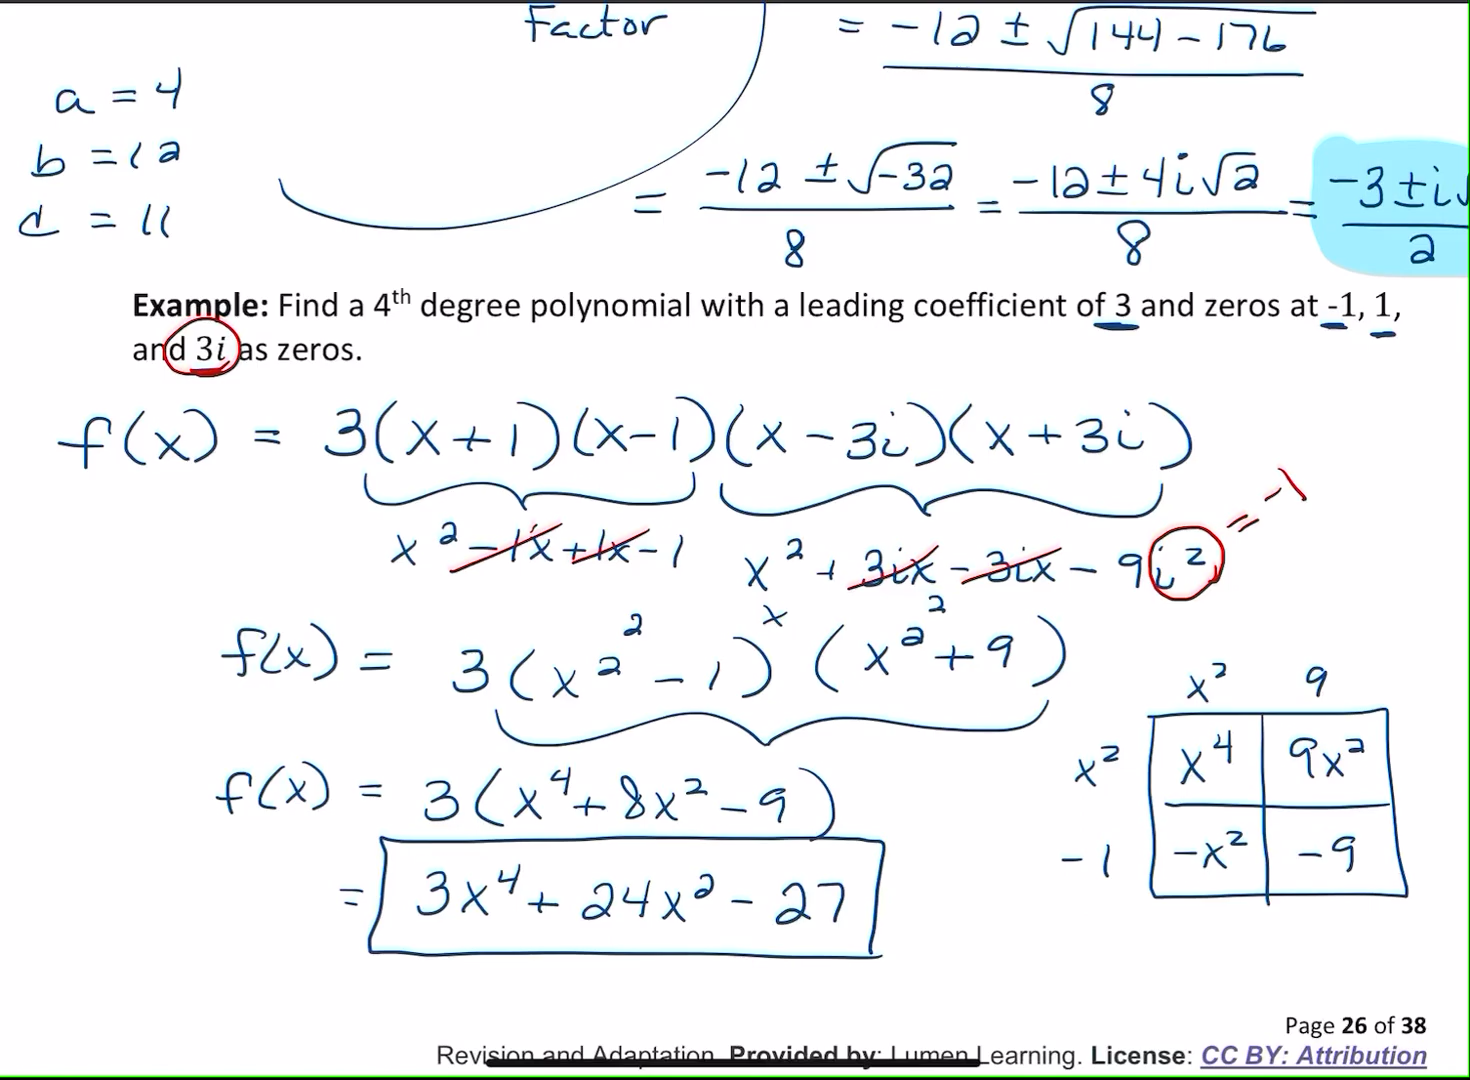 Factor
= -12 ± √144 - 176
8
a = 4
b = 12
c = 11
= -12 ± √-32 / 8 = -12 ± 4i√2 / 8 = -3 ± i√ / 2
Example: Find a 4th degree polynomial with a leading coefficient of 3 and zeros at -1, 1,
and 3i as zeros.
f(x) = 3(x+1)(x-1)(x-3i)(x+3i)
x² -1x+1x-1 x² + 3ix - 3ix - 9i² = -1
2 x 2
f(x) = 3(x² - 1)(x² + 9)
x² 9
f(x) = 3(x⁴ + 8x² - 9) x² x⁴ 9x²
= 3x⁴ + 24x² - 27 -1 -x² -9
Page 26 of 38
Revision and Adaptation. Provided by: Lumen Learning. License: CC BY: Attribution